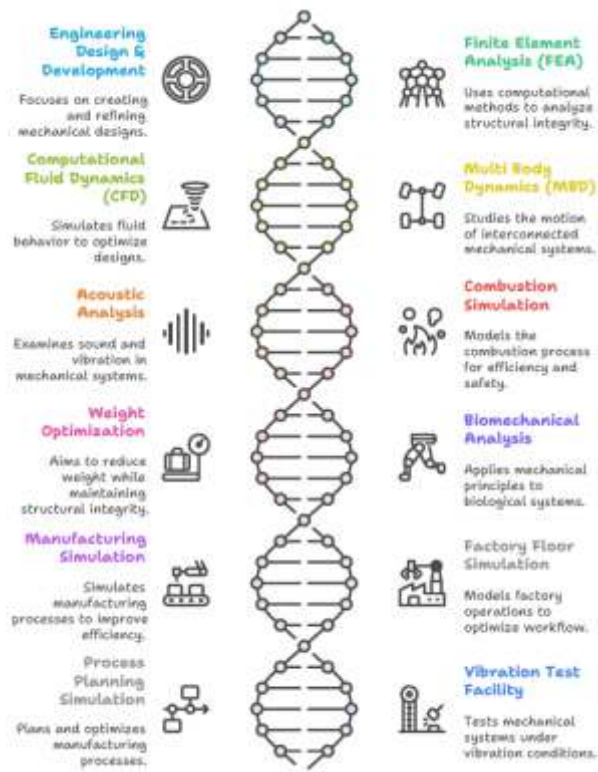 Engineering
Design &
Development
Focuses on creating
and refining
mechanical designs.
Finite Element
Analysis (FEA)
Uses computational
methods to analyze
structural integrity.
Computational
Fluid Dynamics
(CFD)
Simulates fluid
behavior to optimize
designs.
Multi Body
Dynamics (MBD)
Studies the motion
of interconnected
mechanical systems.
Acoustic
Analysis
Examines sound and
vibration in
mechanical systems.
Combustion
Simulation
Models the
combustion process
for efficiency and
safety.
Weight
Optimization
Aims to reduce
weight while
maintaining
structural integrity.
Biomechanical
Analysis
Applies mechanical
principles to
biological systems.
Manufacturing
Simulation
Simulates
manufacturing
processes to improve
efficiency.
Factory Floor
Simulation
Models factory
operations to
optimize workflow.
Process
Planning
Simulation
Plans and optimizes
manufacturing
processes.
Vibration Test
Facility
Tests mechanical
systems under
vibration conditions.